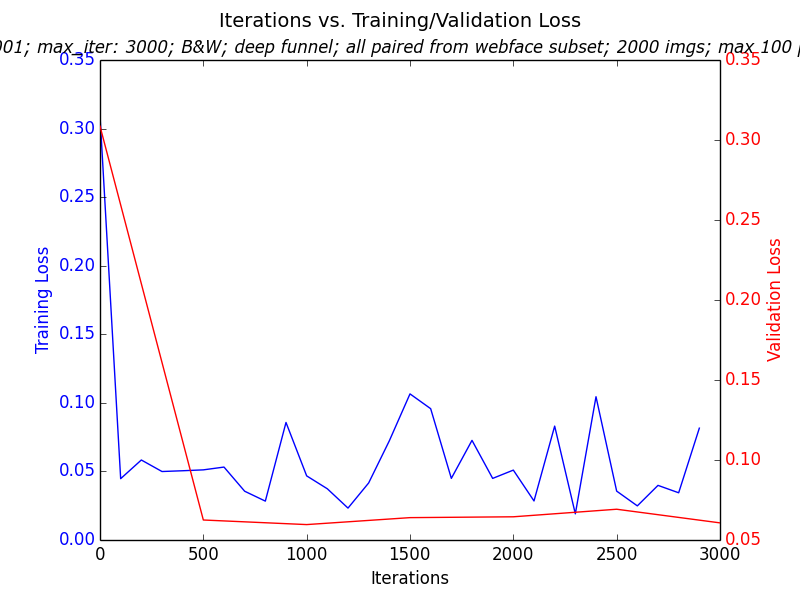 Iterations vs. Training/Validation Loss
001; max_iter: 3000; B&W; deep funnel; all paired from webface subset; 2000 imgs; max 100
0.35
0.30
0.25
0.20
0.15
0.10
0.05
0.00
Training Loss
0.35
0.30
0.25
0.20
0.15
0.10
0.05
Validation Loss
0 500 1000 1500 2000 2500 3000
Iterations